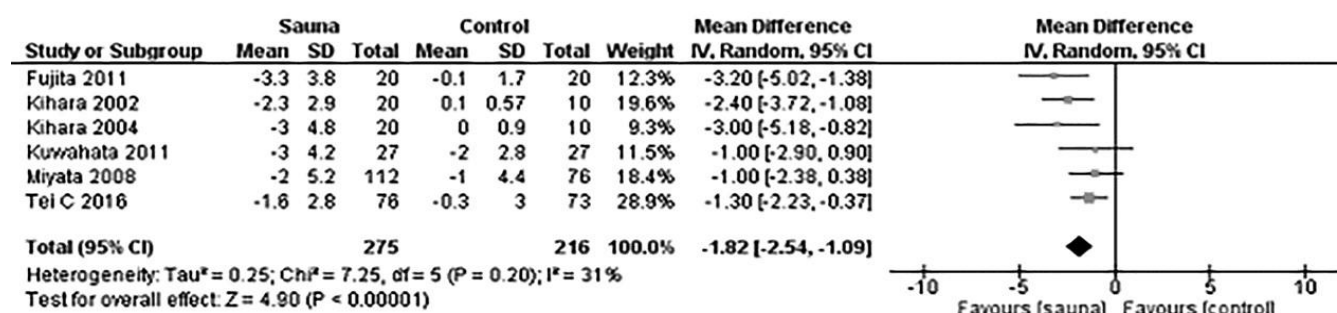 Sauna Control Mean Difference Mean Difference
Study or Subgroup Mean SD Total Mean SD Total Weight IV, Random, 95% CI IV, Random, 95% CI
Fujita 2011 -3.3 3.8 20 -0.1 1.7 20 12.3% -3.20 [-5.02, -1.38]
Kihara 2002 -2.3 2.9 20 0.1 0.57 10 19.6% -2.40 [-3.72, -1.08]
Kihara 2004 -3 4.8 20 0 0.9 10 9.3% -3.00 [-5.18, -0.82]
Kuwahata 2011 -3 4.2 27 -2 2.8 27 11.5% -1.00 [-2.90, 0.90]
Miyata 2008 -2 5.2 112 -1 4.4 76 18.4% -1.00 [-2.38, 0.38]
Tei C 2016 -1.6 2.8 76 -0.3 3 73 28.9% -1.30 [-2.23, -0.37]
Total (95% CI) 275 216 100.0% -1.82 [-2.54, -1.09]
Heterogeneity: Tau² = 0.25; Chi² = 7.25, df = 5 (P = 0.20); I² = 31%
Test for overall effect: Z = 4.90 (P < 0.00001)
-10 -5 0 5 10
Favours [sauna] Favours [control]